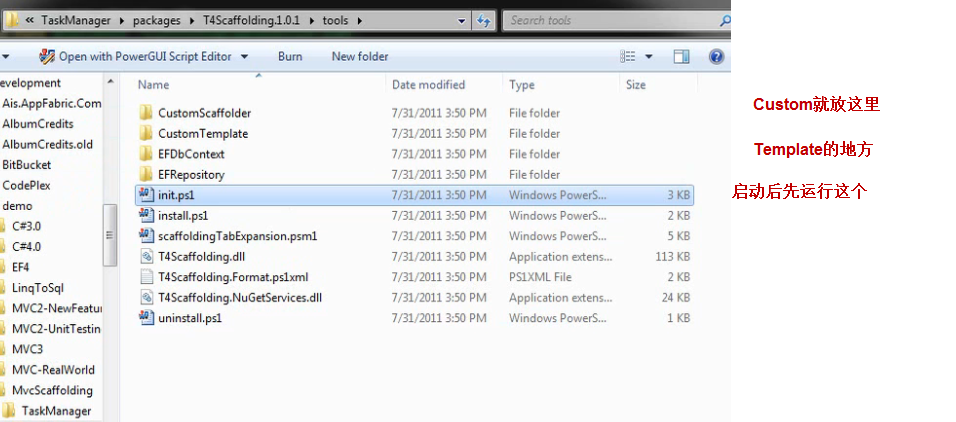 « TaskManager ▸ packages ▸ T4Scaffolding.1.0.1 ▸ tools ▸ Search tools
Open with PowerGUI Script Editor Burn New folder
Name Date modified Type Size
evelopment
Ais.AppFabric.Com
AlbumCredits
AlbumCredits.old
BitBucket
CodePlex
demo
C#3.0
C#4.0
EF4
LinqToSql
MVC2-NewFeatu
MVC2-UnitTestin
MVC3
MVC-RealWorld
MvcScaffolding
TaskManager
CustomScaffolder 7/31/2011 3:50 PM File folder
CustomTemplate 7/31/2011 3:50 PM File folder
EFDbContext 7/31/2011 3:50 PM File folder
EFRepository 7/31/2011 3:50 PM File folder
init.ps1 7/31/2011 3:50 PM Windows PowerS... 3 KB
install.ps1 7/31/2011 3:50 PM Windows PowerS... 2 KB
scaffoldingTabExpansion.psm1 7/31/2011 3:50 PM Windows PowerS... 5 KB
T4Scaffolding.dll 7/31/2011 3:50 PM Application extens... 113 KB
T4Scaffolding.Format.ps1xml 7/31/2011 3:50 PM PS1XML File 2 KB
T4Scaffolding.NuGetServices.dll 7/31/2011 3:50 PM Application extens... 24 KB
uninstall.ps1 7/31/2011 3:50 PM Windows PowerS... 1 KB
Custom就放这里
Template的地方
启动后先运行这个